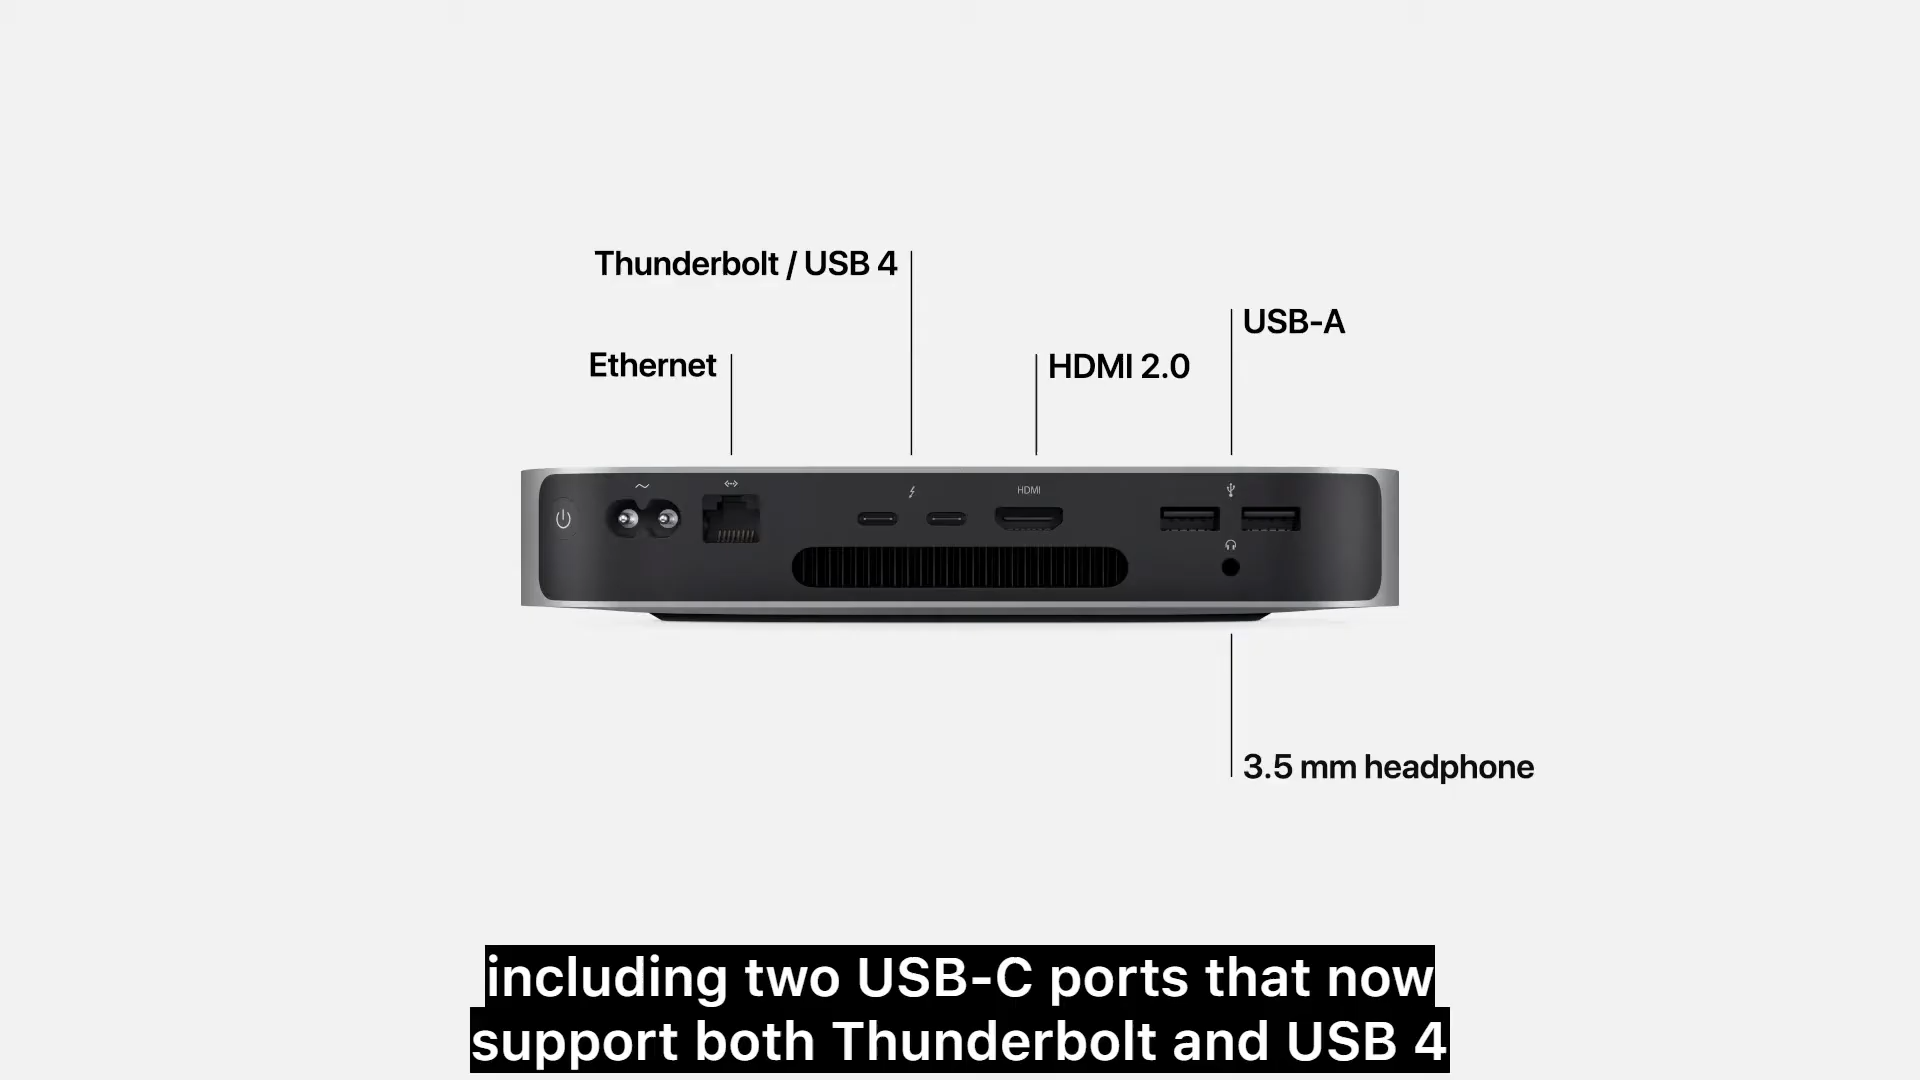 Thunderbolt / USB 4
USB-A
Ethernet
HDMI 2.0
HDMI
3.5 mm headphone
including two USB-C ports that now
support both Thunderbolt and USB 4